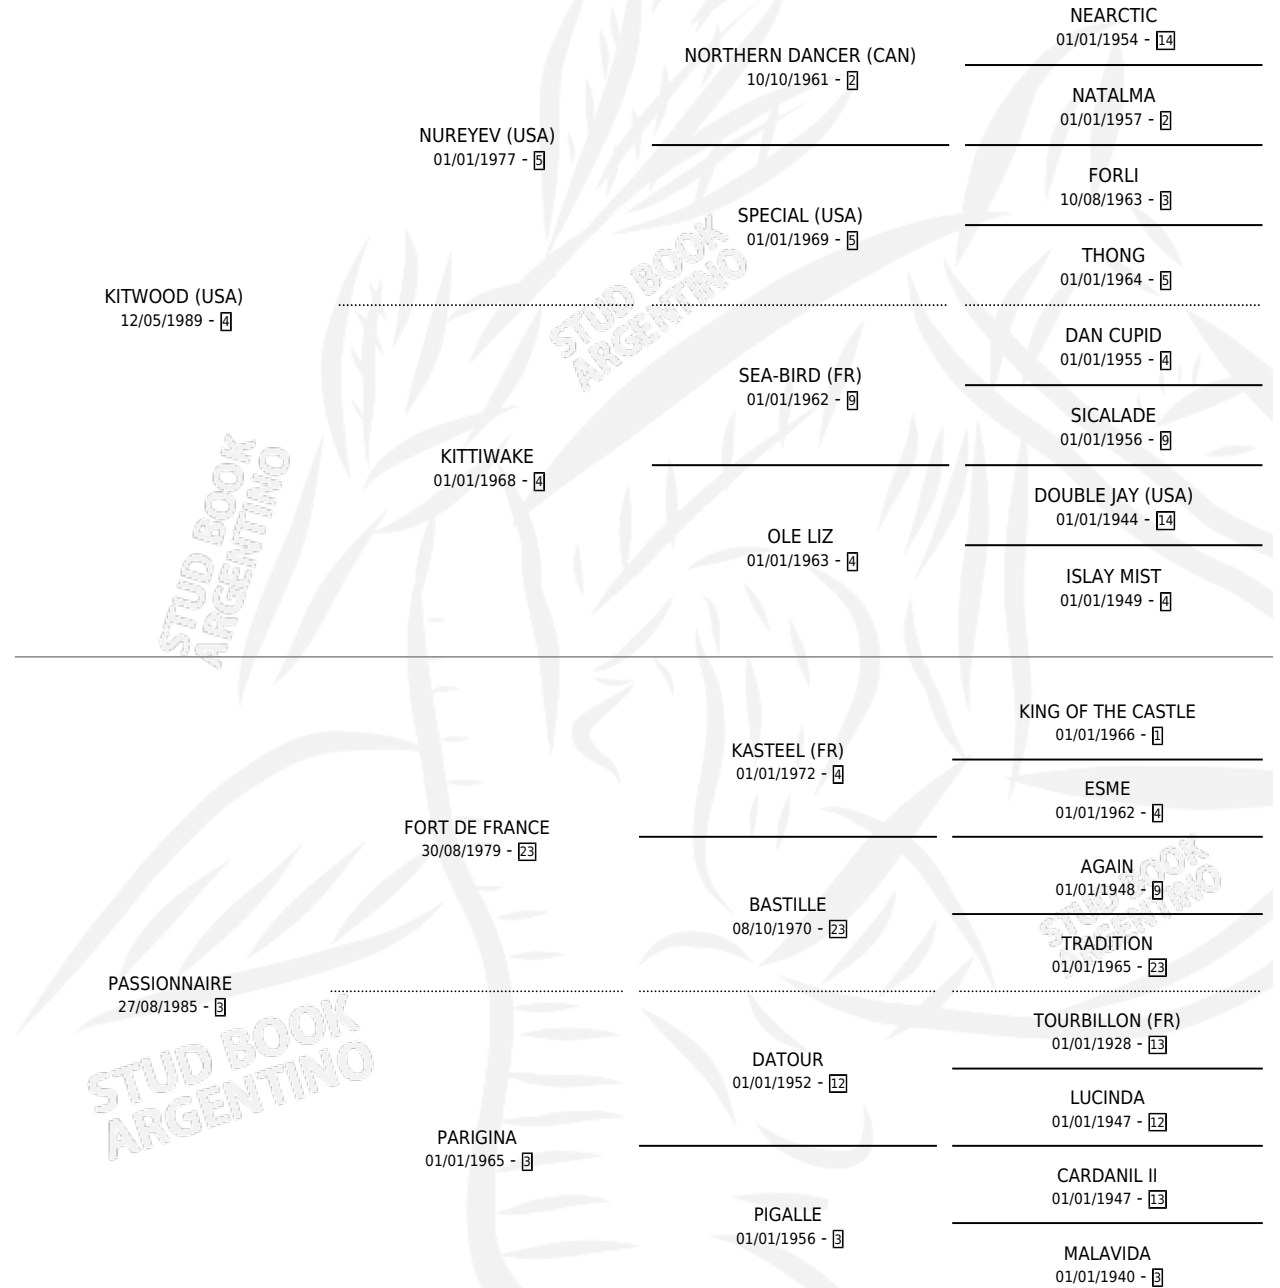 NEARCTIC
01/01/1954 - 14
NORTHERN DANCER (CAN)
10/10/1961 - 2
NATALMA
01/01/1957 - 2
NUREYEV (USA)
01/01/1977 - 5
FORLI
10/08/1963 - 3
SPECIAL (USA)
01/01/1969 - 5
THONG
01/01/1964 - 5
KITWOOD (USA)
12/05/1989 - 4
DAN CUPID
01/01/1955 - 4
SEA-BIRD (FR)
01/01/1962 - 9
SICALADE
01/01/1956 - 9
KITTIWAKE
01/01/1968 - 4
DOUBLE JAY (USA)
01/01/1944 - 14
OLE LIZ
01/01/1963 - 4
ISLAY MIST
01/01/1949 - 4
KING OF THE CASTLE
01/01/1966 - 1
KASTEEL (FR)
01/01/1972 - 4
ESME
01/01/1962 - 4
FORT DE FRANCE
30/08/1979 - 23
AGAIN
01/01/1948 - 9
BASTILLE
08/10/1970 - 23
TRADITION
01/01/1965 - 23
PASSIONNAIRE
27/08/1985 - 3
TOURBILLON (FR)
01/01/1928 - 13
DATOUR
01/01/1952 - 12
LUCINDA
01/01/1947 - 12
PARIGINA
01/01/1965 - 3
CARDANIL II
01/01/1947 - 13
PIGALLE
01/01/1956 - 3
MALAVIDA
01/01/1940 - 3
STUD BOOK
ARGENTINO
STUD BOOK
ARGENTINO
STUD BOOK
ARGENTINO
STUD BOOK
ARGENTINO